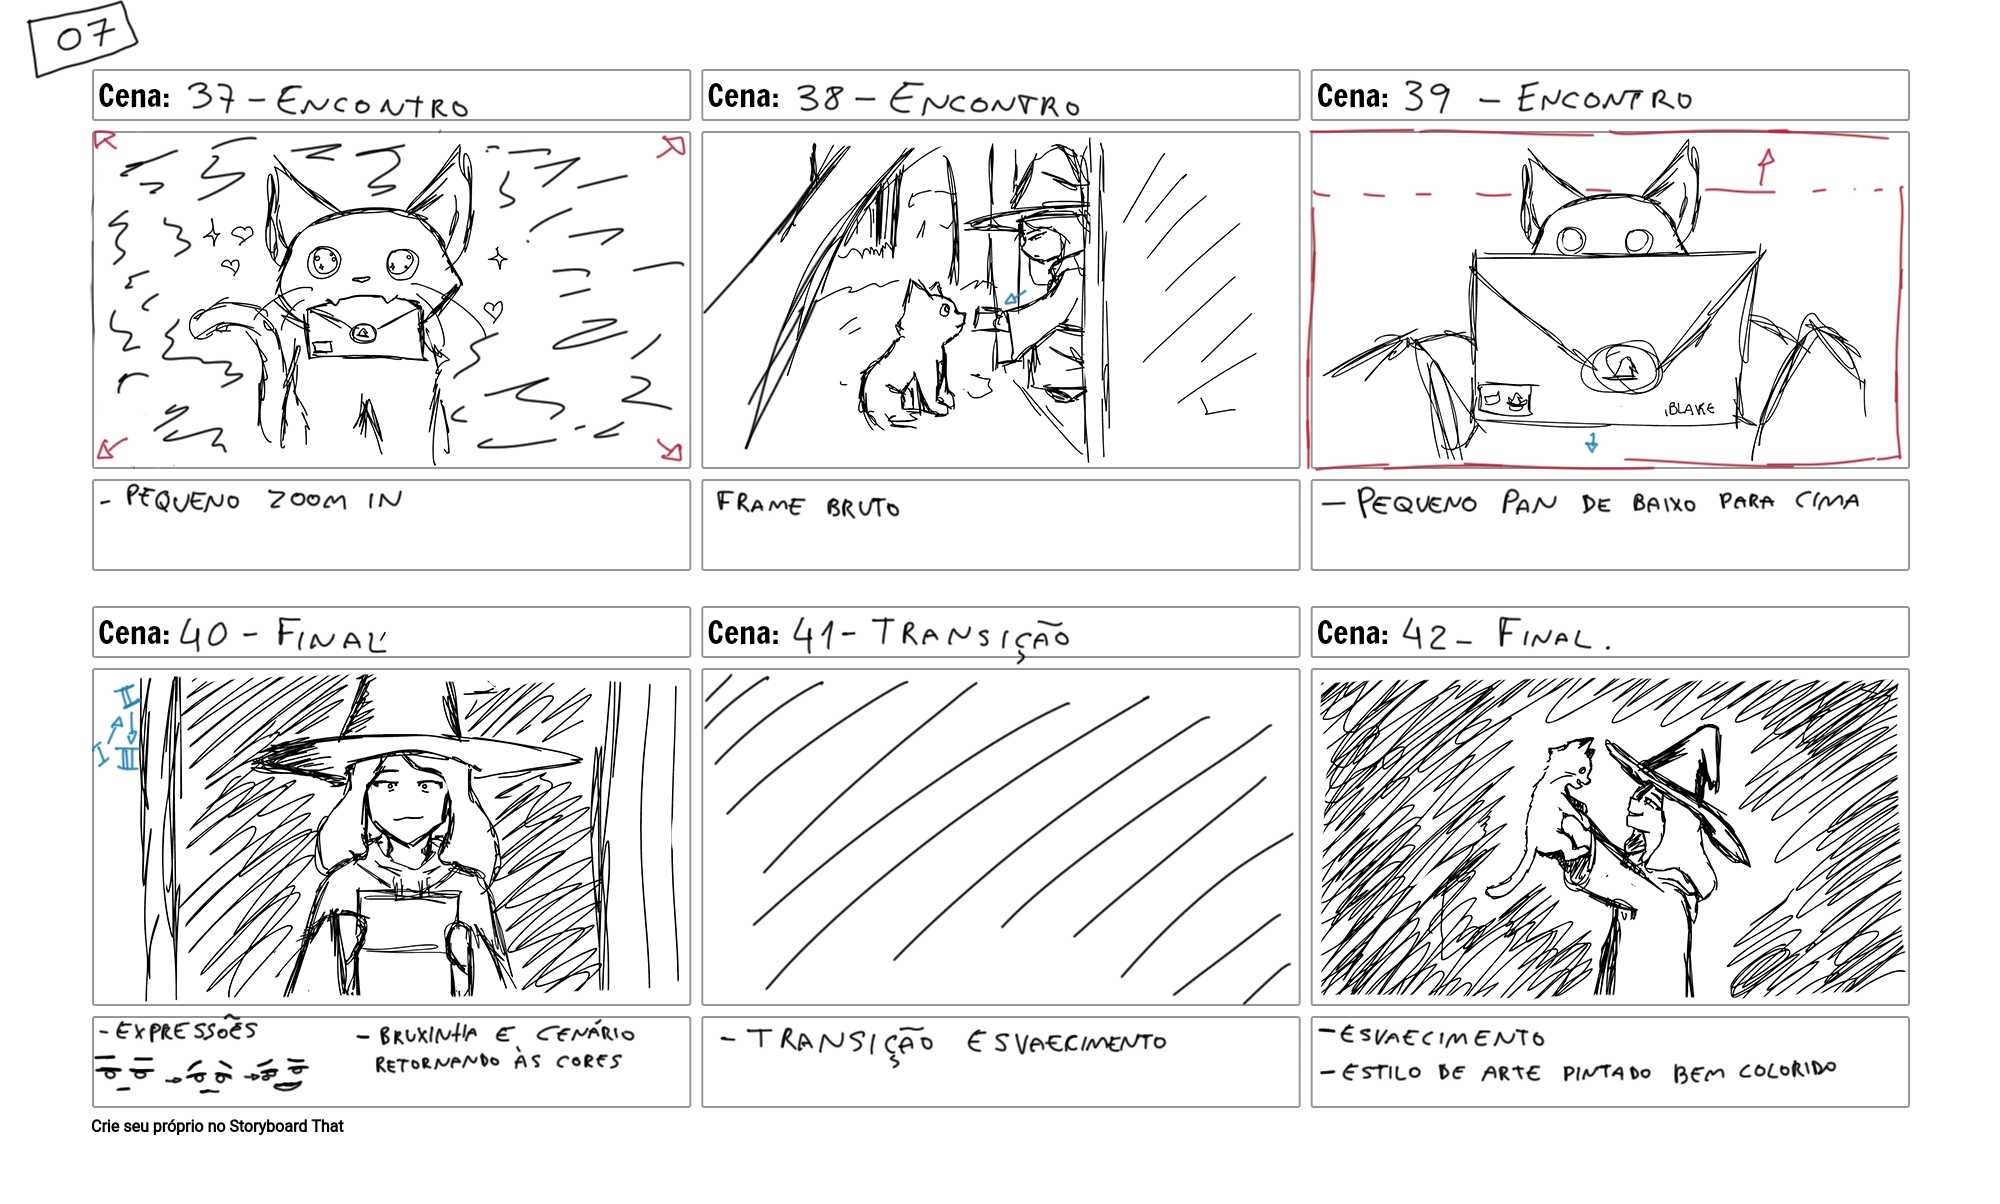 07
Cena: 37 - ENCONTRO
Cena: 38 - ENCONTRO
Cena: 39 - ENCONTRO
BLAKE
- PEQUENO ZOOM IN
FRAME BRUTO
- PEQUENO PAN DE BAIXO PARA CIMA
Cena: 40 - FINAL
Cena: 41 - TRANSIÇÃO
Cena: 42 - FINAL.
II
I
III
- EXPRESSÕES
- BRUXINHA E CENÁRIO
RETORNANDO ÀS CORES
- TRANSIÇÃO ESVAECIMENTO
- ESVAECIMENTO
- ESTILO DE ARTE PINTADO BEM COLORIDO
Crie seu próprio no Storyboard That